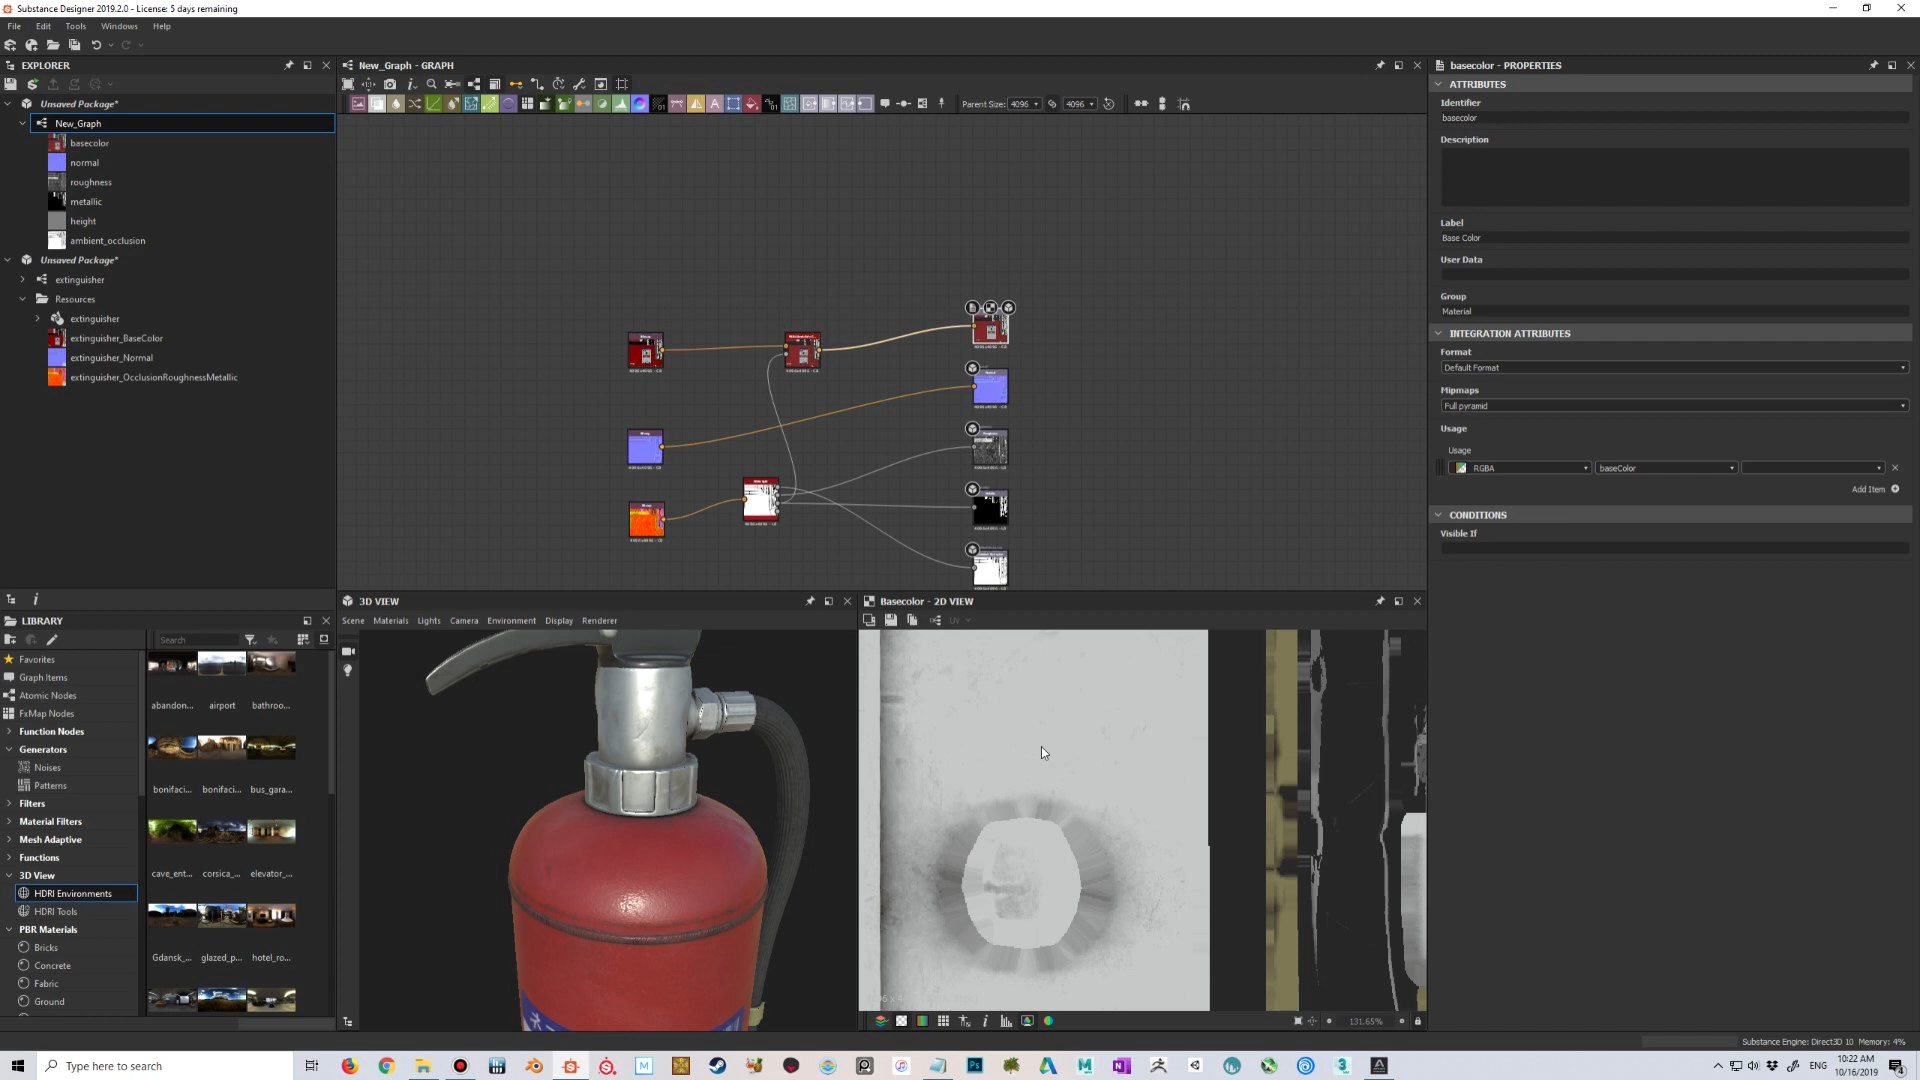 Substance Designer 2019.2.0 - License: 5 days remaining
File Edit Tools Windows Help
EXPLORER
Unsaved Package*
New_Graph
basecolor
normal
roughness
metallic
height
ambient_occlusion
Unsaved Package*
extinguisher
Resources
extinguisher
extinguisher_BaseColor
extinguisher_Normal
extinguisher_OcclusionRoughnessMetallic
New_Graph - GRAPH
Parent Size: 4096 4096
basecolor - PROPERTIES
ATTRIBUTES
Identifier
basecolor
Description
Label
Base Color
User Data
Group
Material
INTEGRATION ATTRIBUTES
Format
Default Format
Mipmaps
Full pyramid
Usage
Usage
RGBA baseColor
Add Item
CONDITIONS
Visible If
LIBRARY
Search
Favorites
Graph Items
Atomic Nodes
FxMap Nodes
Function Nodes
Generators
Noises
Patterns
Filters
Material Filters
Mesh Adaptive
Functions
3D View
HDRI Environments
HDRI Tools
PBR Materials
Bricks
Concrete
Fabric
Ground
abandon... airport bathroo...
bonifaci... bonifaci... bus_gara...
cave_ent... corsica_... elevator_...
Gdansk_... glazed_p... hotel_ro...
3D VIEW
Scene Materials Lights Camera Environment Display Renderer
Basecolor - 2D VIEW
UV
131.65%
Substance Engine: Direct3D 10 Memory: 4%
Type here to search
ENG
10:22 AM
10/16/2019